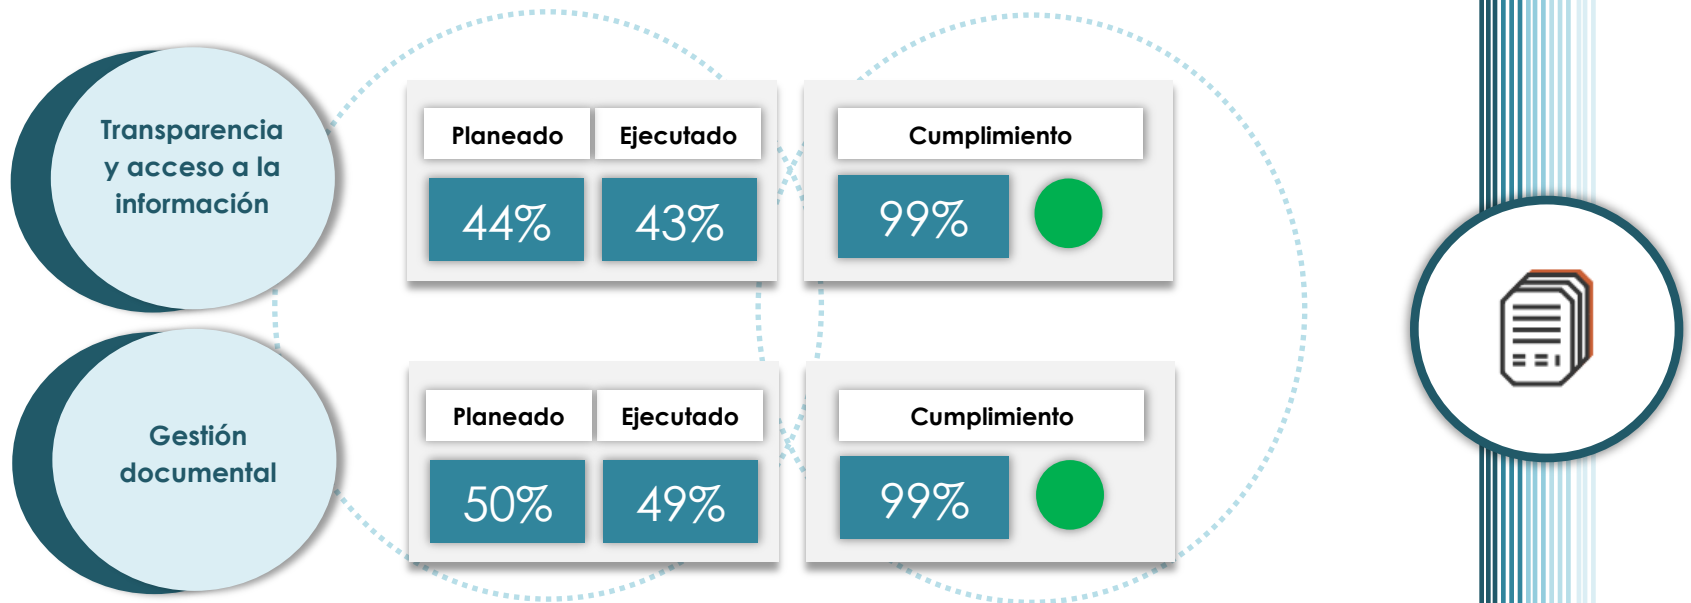 Transparencia
y acceso a la
información
Planeado
Ejecutado
Cumplimiento
44%
43%
99%
Gestión
documental
Planeado
Ejecutado
Cumplimiento
50%
49%
99%